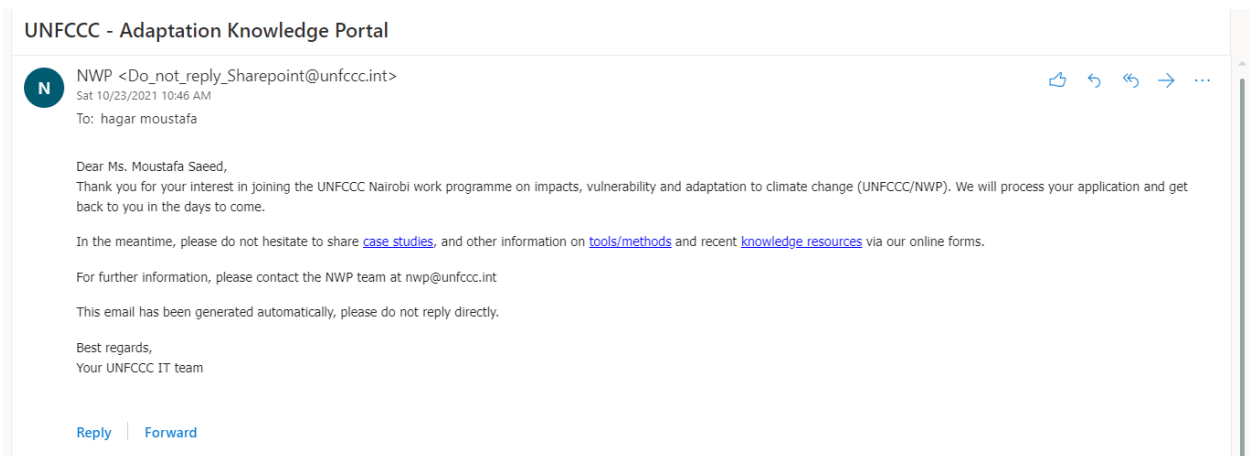 UNFCCC - Adaptation Knowledge Portal
N
NWP <Do_not_reply_Sharepoint@unfccc.int>
Sat 10/23/2021 10:46 AM
To: hagar moustafa
Dear Ms. Moustafa Saeed,
Thank you for your interest in joining the UNFCCC Nairobi work programme on impacts, vulnerability and adaptation to climate change (UNFCCC/NWP). We will process your application and get
back to you in the days to come.
In the meantime, please do not hesitate to share case studies, and other information on tools/methods and recent knowledge resources via our online forms.
For further information, please contact the NWP team at nwp@unfccc.int
This email has been generated automatically, please do not reply directly.
Best regards,
Your UNFCCC IT team
Reply Forward